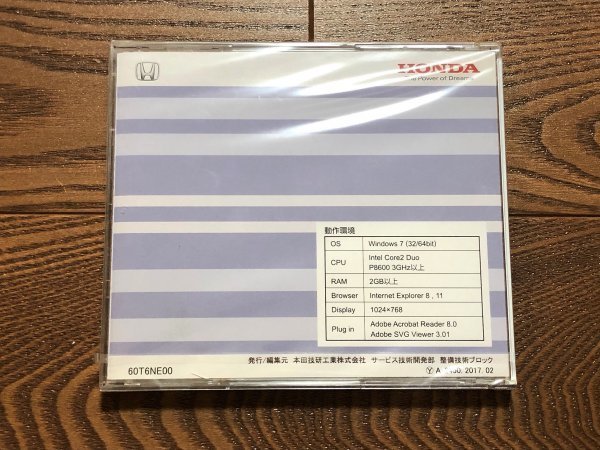 HONDA
The Power of Dreams
動作環境
OS Windows 7 (32/64bit)
CPU Intel Core2 Duo
P8600 3GHz以上
RAM 2GB以上
Browser Internet Explorer 8 , 11
Display 1024×768
Plug in Adobe Acrobat Reader 8.0
Adobe SVG Viewer 3.01
発行/編集元 本田技研工業株式会社 サービス技術開発部 整備技術ブロック
60T6NE00
Ⓨ A 2017. 02